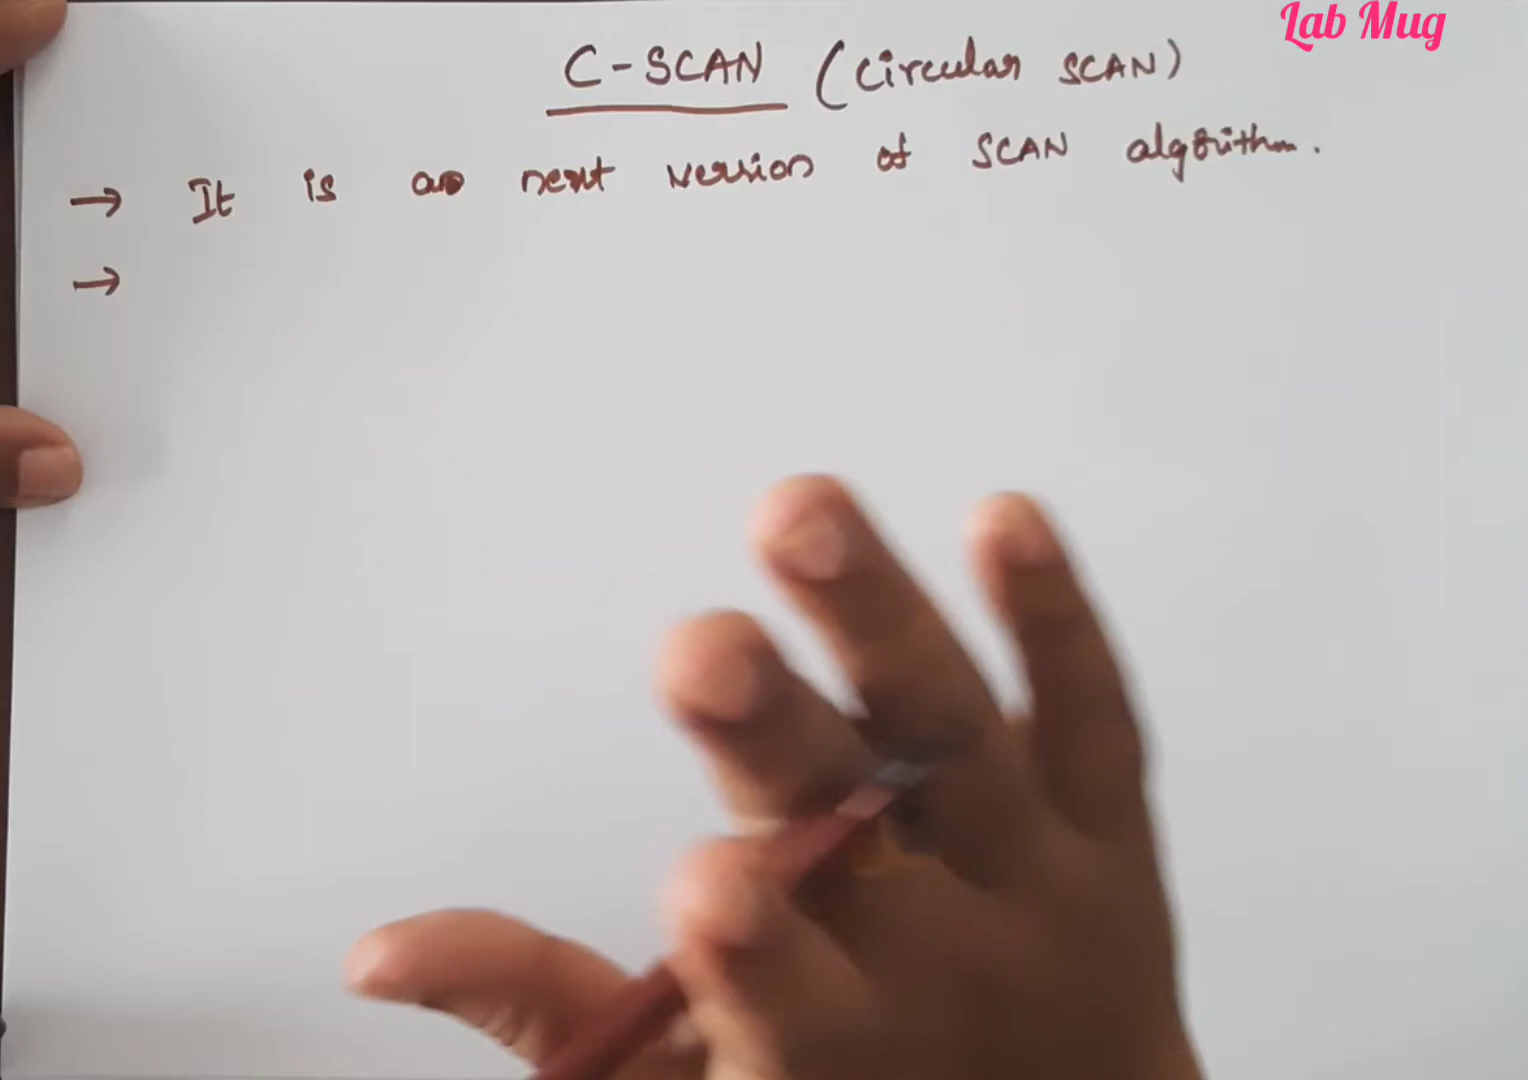 Lab Mug
C-SCAN (Circular SCAN)
→ It is an next version of SCAN algorithm.
→